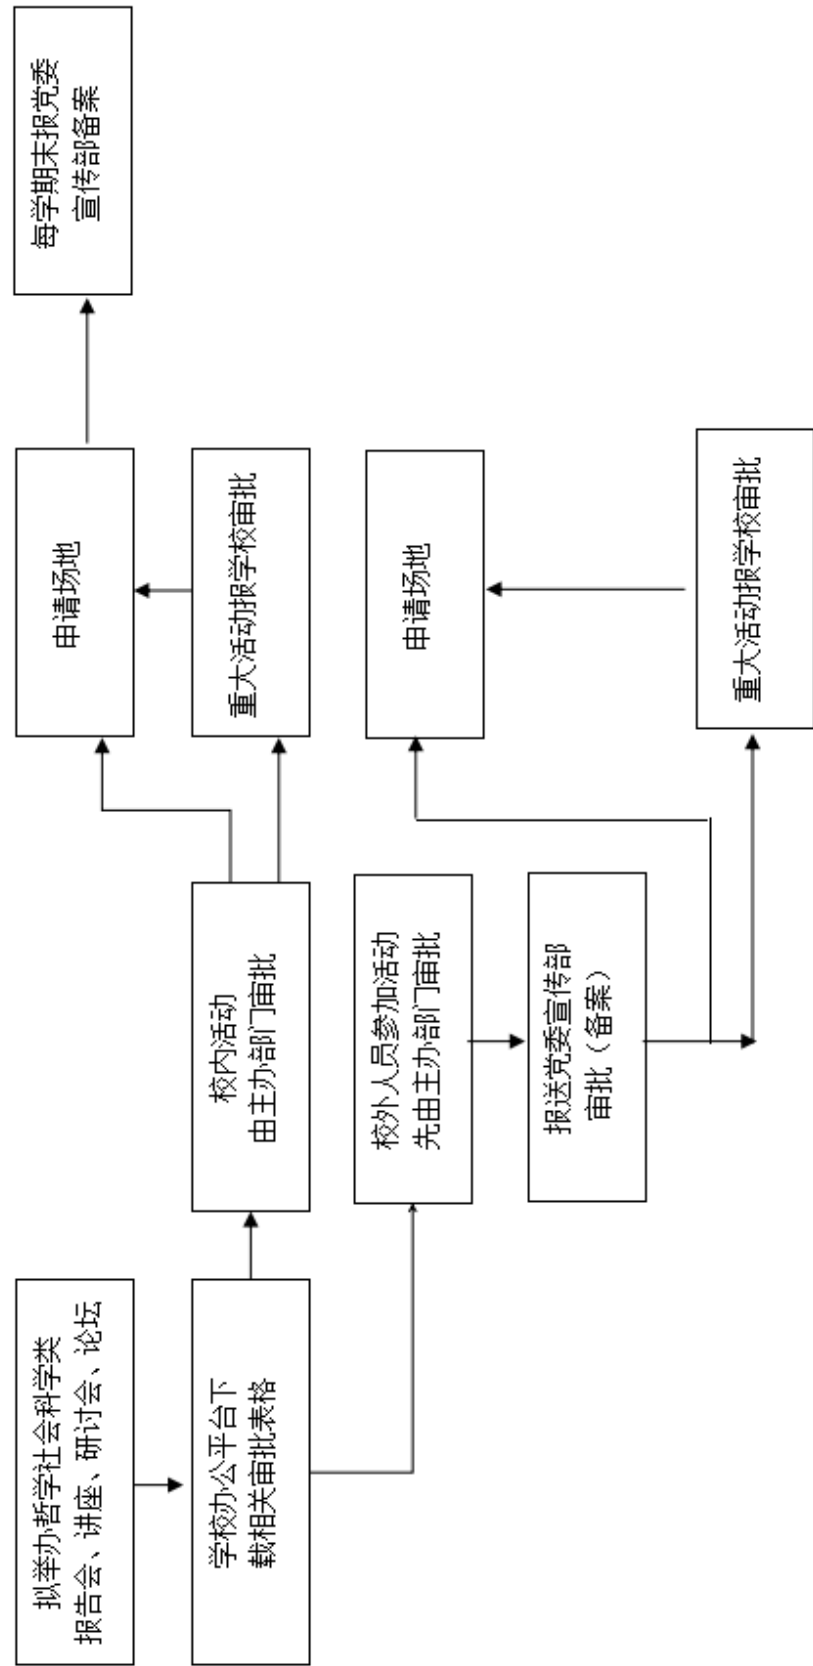 拟举办哲学社会科学类
报告会、讲座、研讨会、论坛
学校办公平台下
载相关审批表格
校内活动
由主办部门审批
校外人员参加活动
先由主办部门审批
报送党委宣传部
审批（备案）
申请场地
重大活动报学校审批
申请场地
重大活动报学校审批
每学期末报党委
宣传部备案